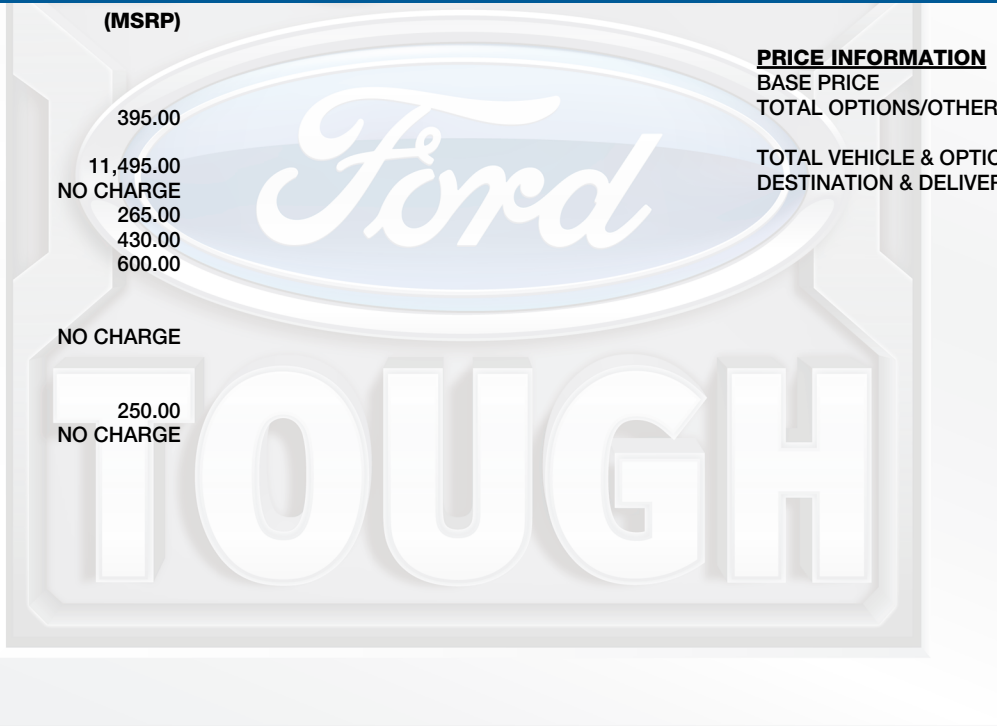 (MSRP)
395.00
11,495.00
NO CHARGE
265.00
430.00
600.00
NO CHARGE
250.00
NO CHARGE
PRICE INFORMATION
BASE PRICE
TOTAL OPTIONS/OTHER
TOTAL VEHICLE & OPTIO
DESTINATION & DELIVER
Ford
TOUGH